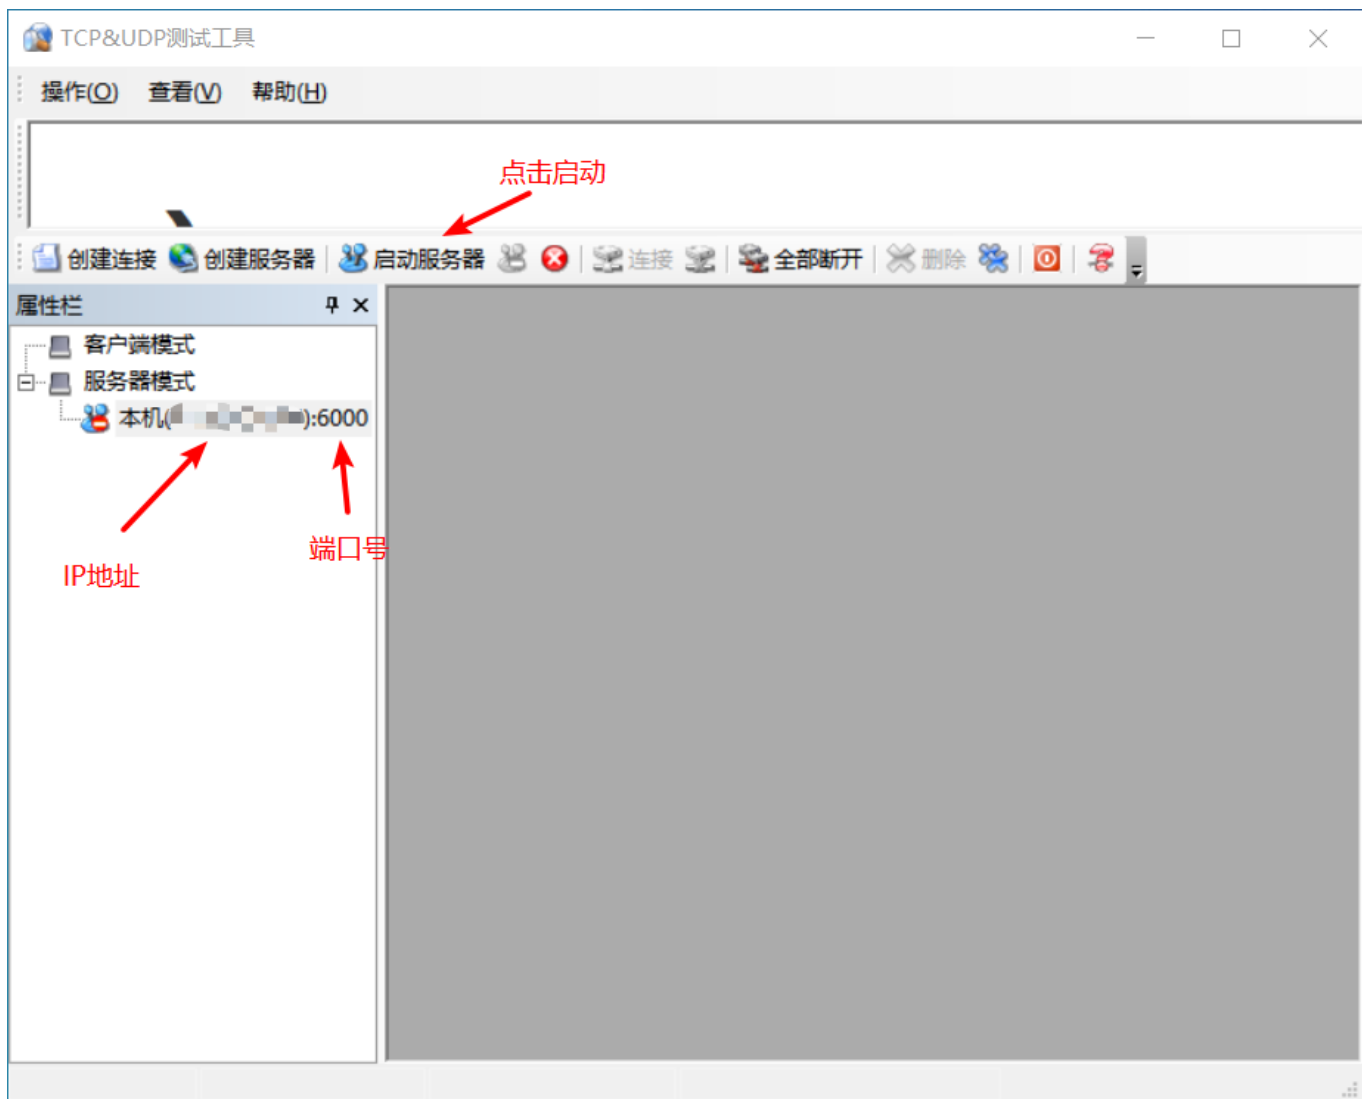 TCP&UDP测试工具
操作(O) 查看(V) 帮助(H)
点击启动
创建连接 创建服务器 启动服务器 连接 全部断开 删除
属性栏
客户端模式
服务器模式
本机( ):6000
端口号
IP地址